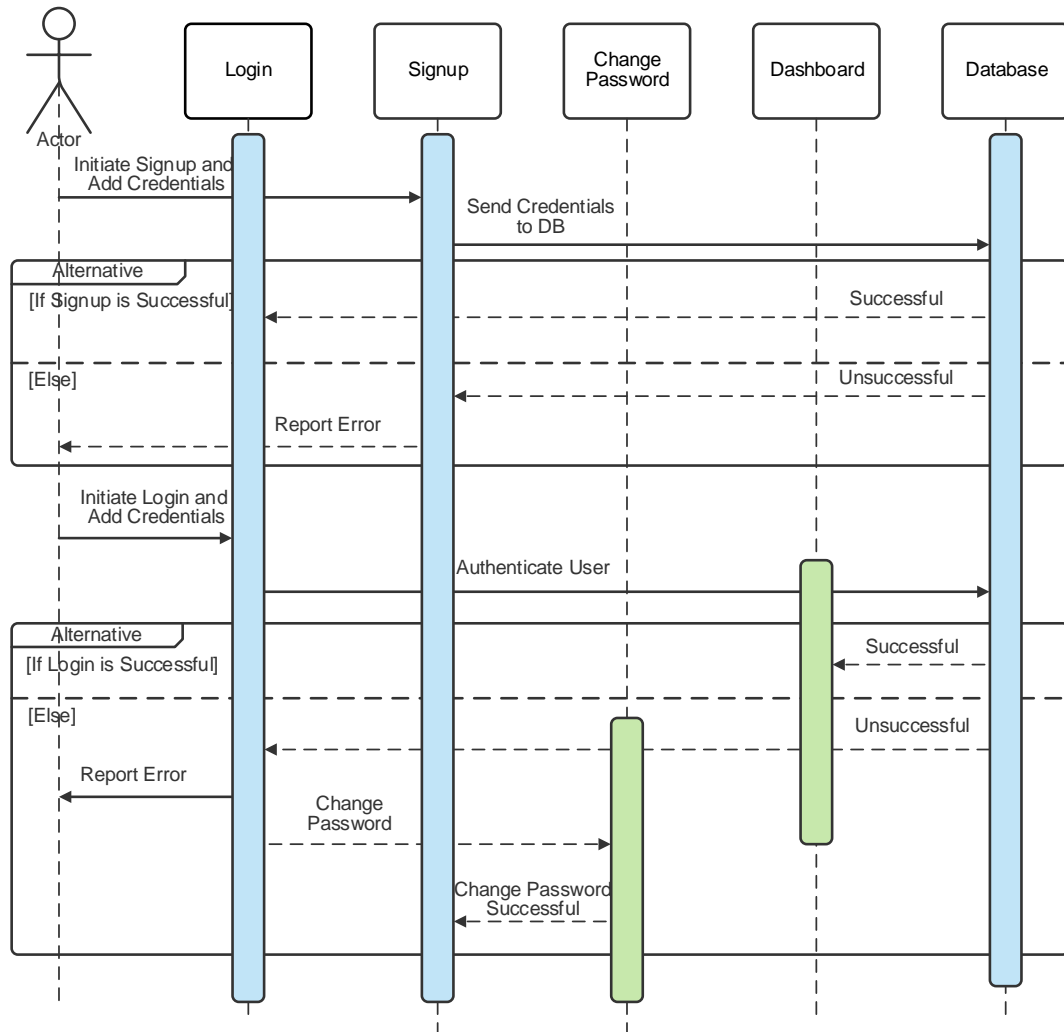 Login
Signup
Change
Password
Dashboard
Database
Actor
Initiate Signup and
Add Credentials
Send Credentials
to DB
Alternative
[If Signup is Successful]
Successful
[Else]
Unsuccessful
Report Error
Initiate Login and
Add Credentials
Authenticate User
Alternative
[If Login is Successful]
Successful
[Else]
Unsuccessful
Report Error
Change
Password
Change Password
Successful